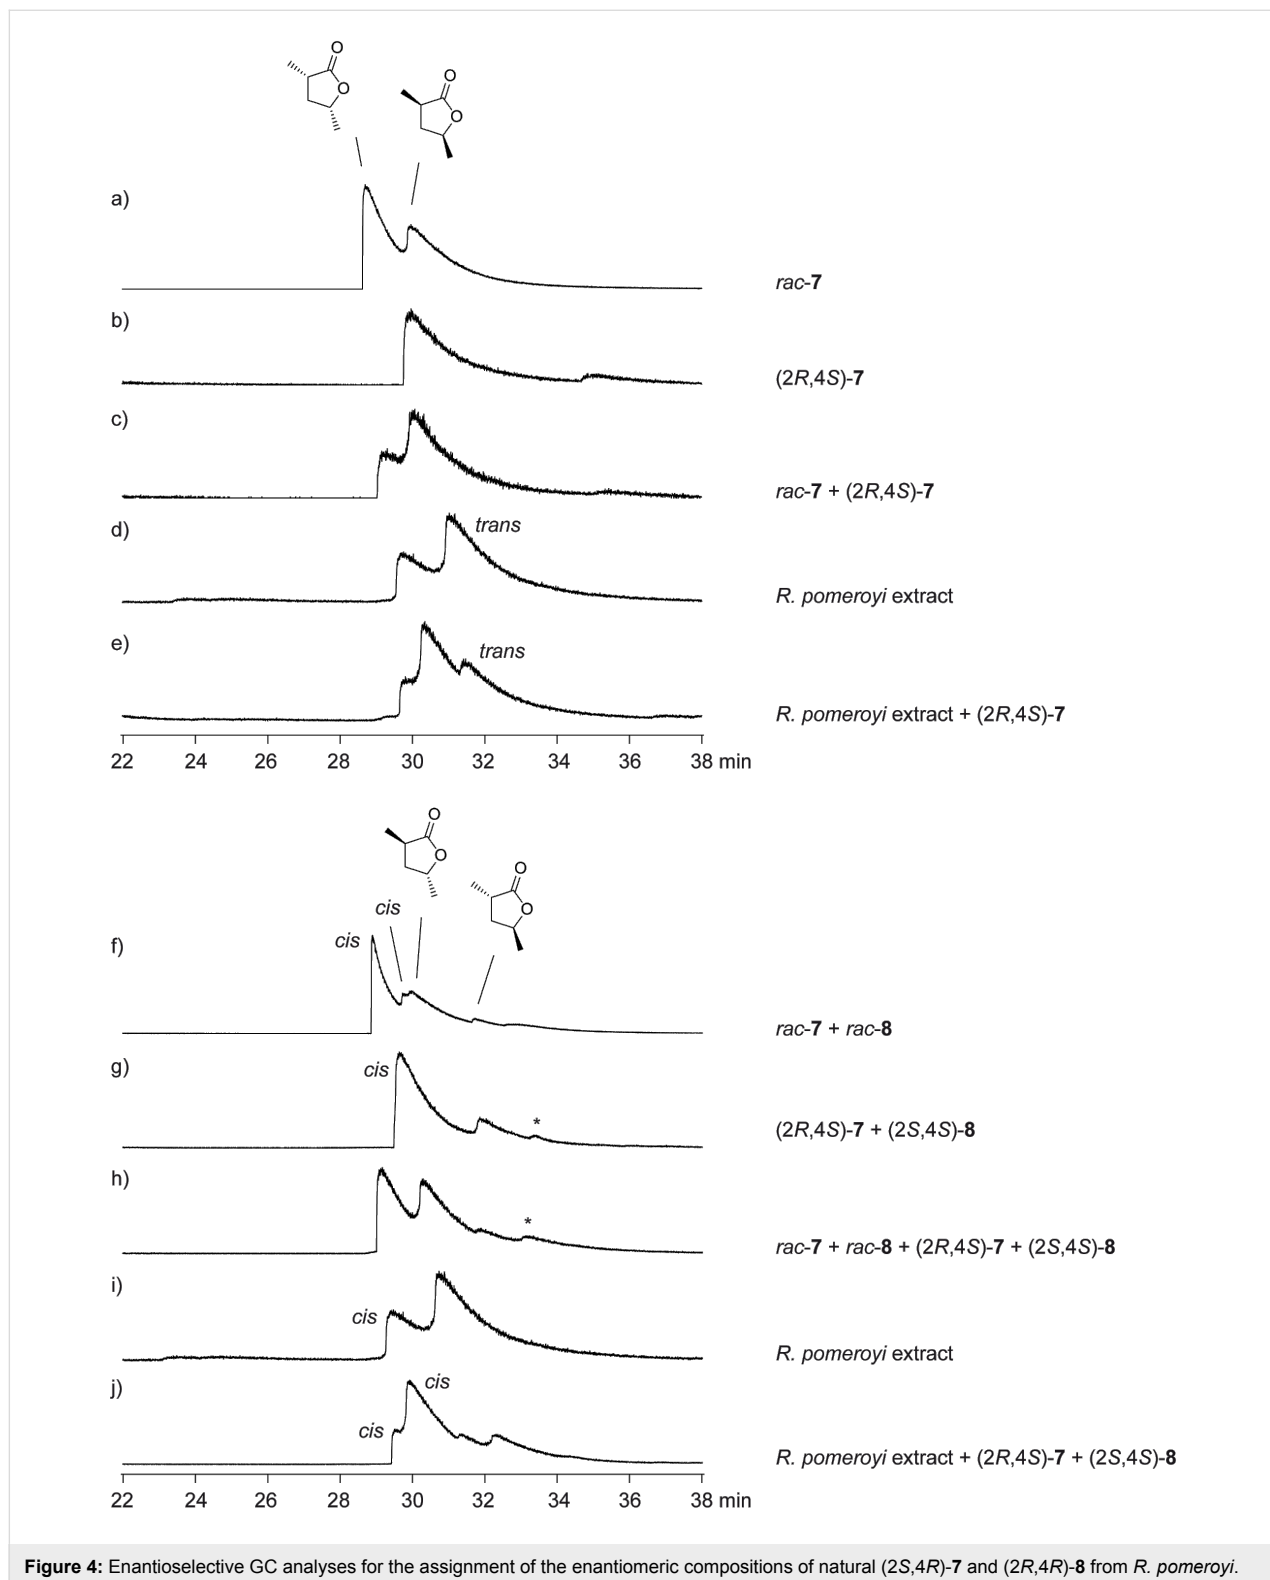 O
O
O
O
a)
rac-7
b)
(2R,4S)-7
c)
rac-7 + (2R,4S)-7
d)
trans
R. pomeroyi extract
e)
trans
R. pomeroyi extract + (2R,4S)-7
22 24 26 28 30 32 34 36 38 min
O
O
O
O
cis
f)
cis
rac-7 + rac-8
g)
cis
*
(2R,4S)-7 + (2S,4S)-8
h)
*
rac-7 + rac-8 + (2R,4S)-7 + (2S,4S)-8
i)
cis
R. pomeroyi extract
j)
cis
cis
R. pomeroyi extract + (2R,4S)-7 + (2S,4S)-8
22 24 26 28 30 32 34 36 38 min
Figure 4: Enantioselective GC analyses for the assignment of the enantiomeric compositions of natural (2S,4R)-7 and (2R,4R)-8 from R. pomeroyi.